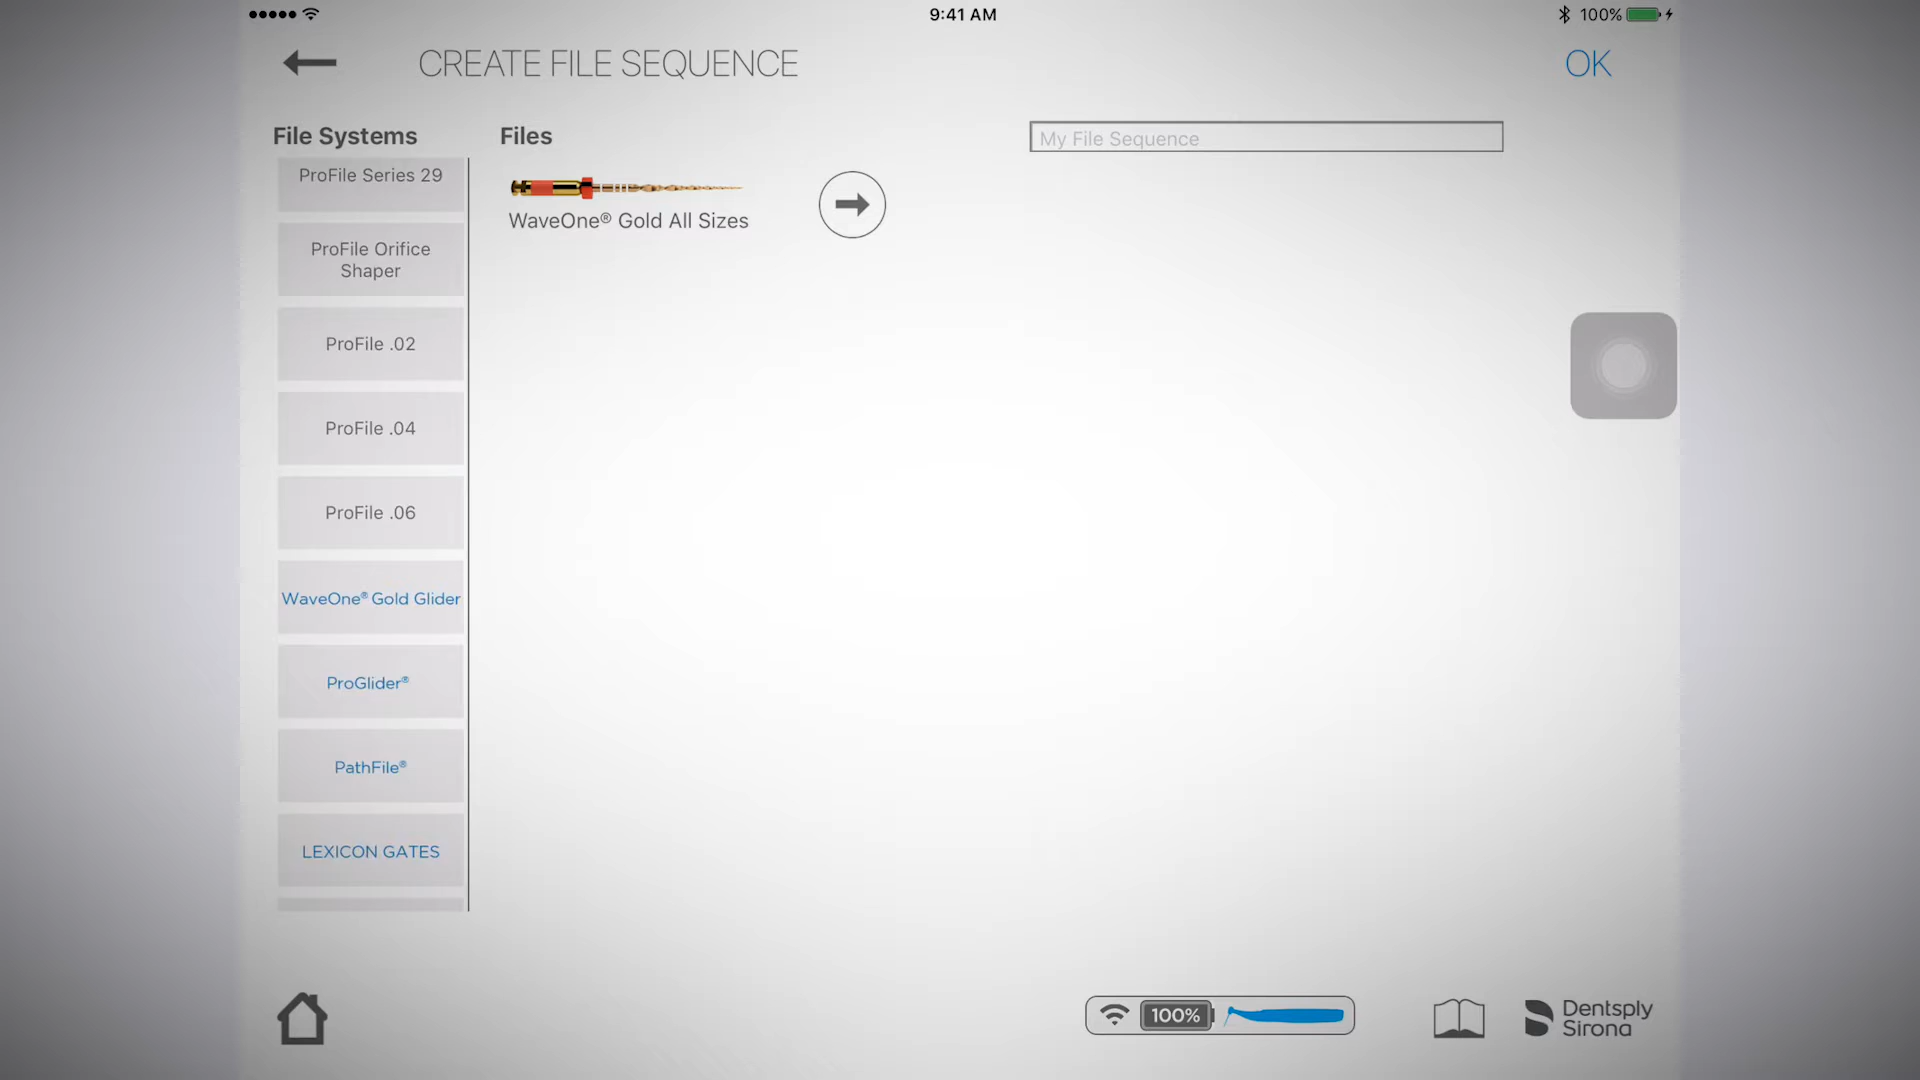 9:41 AM
100%
CREATE FILE SEQUENCE
OK
File Systems
Files
My File Sequence
ProFile Series 29
WaveOne® Gold All Sizes
ProFile Orifice
Shaper
ProFile .02
ProFile .04
ProFile .06
WaveOne® Gold Glider
ProGlider®
PathFile®
LEXICON GATES
100%
Dentsply
Sirona